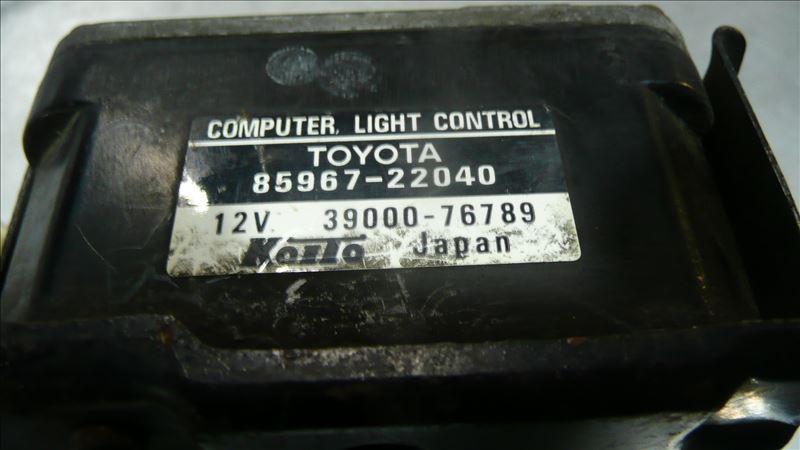 COMPUTER, LIGHT CONTROL
TOYOTA
85967-22040
12V. 39000-76789
Koito Japan